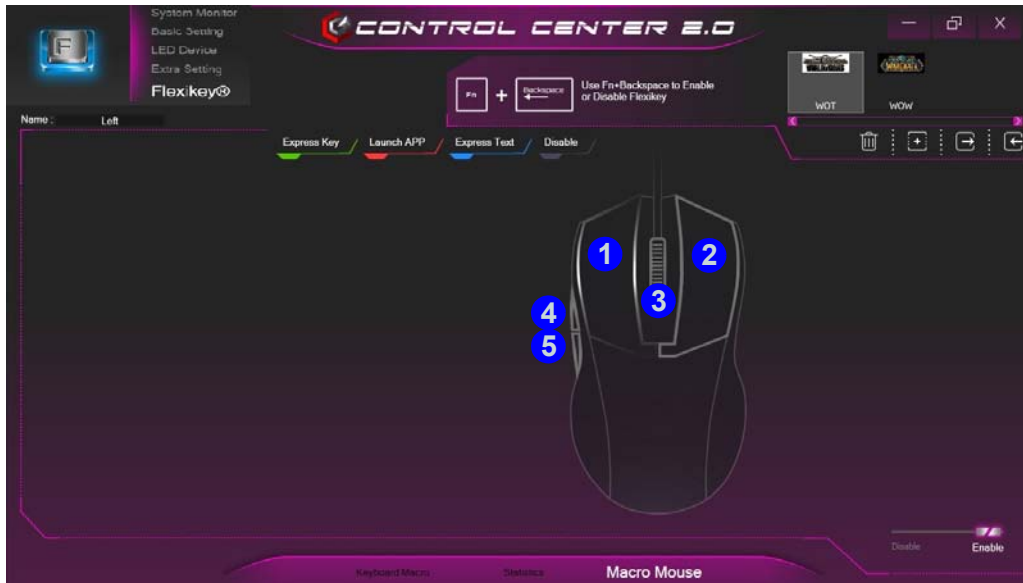 System Monitor
Basic Setting
LED Device
Extra Setting
Flexikey®
F
CONTROL CENTER 2.0
Fn + Backspace
Use Fn+Backspace to Enable
or Disable Flexikey
WOT
WOW
Name :
Left
Express Key
Launch APP
Express Text
Disable
1
2
3
4
5
Disable
Enable
Keyboard Macro
Statistics
Macro Mouse